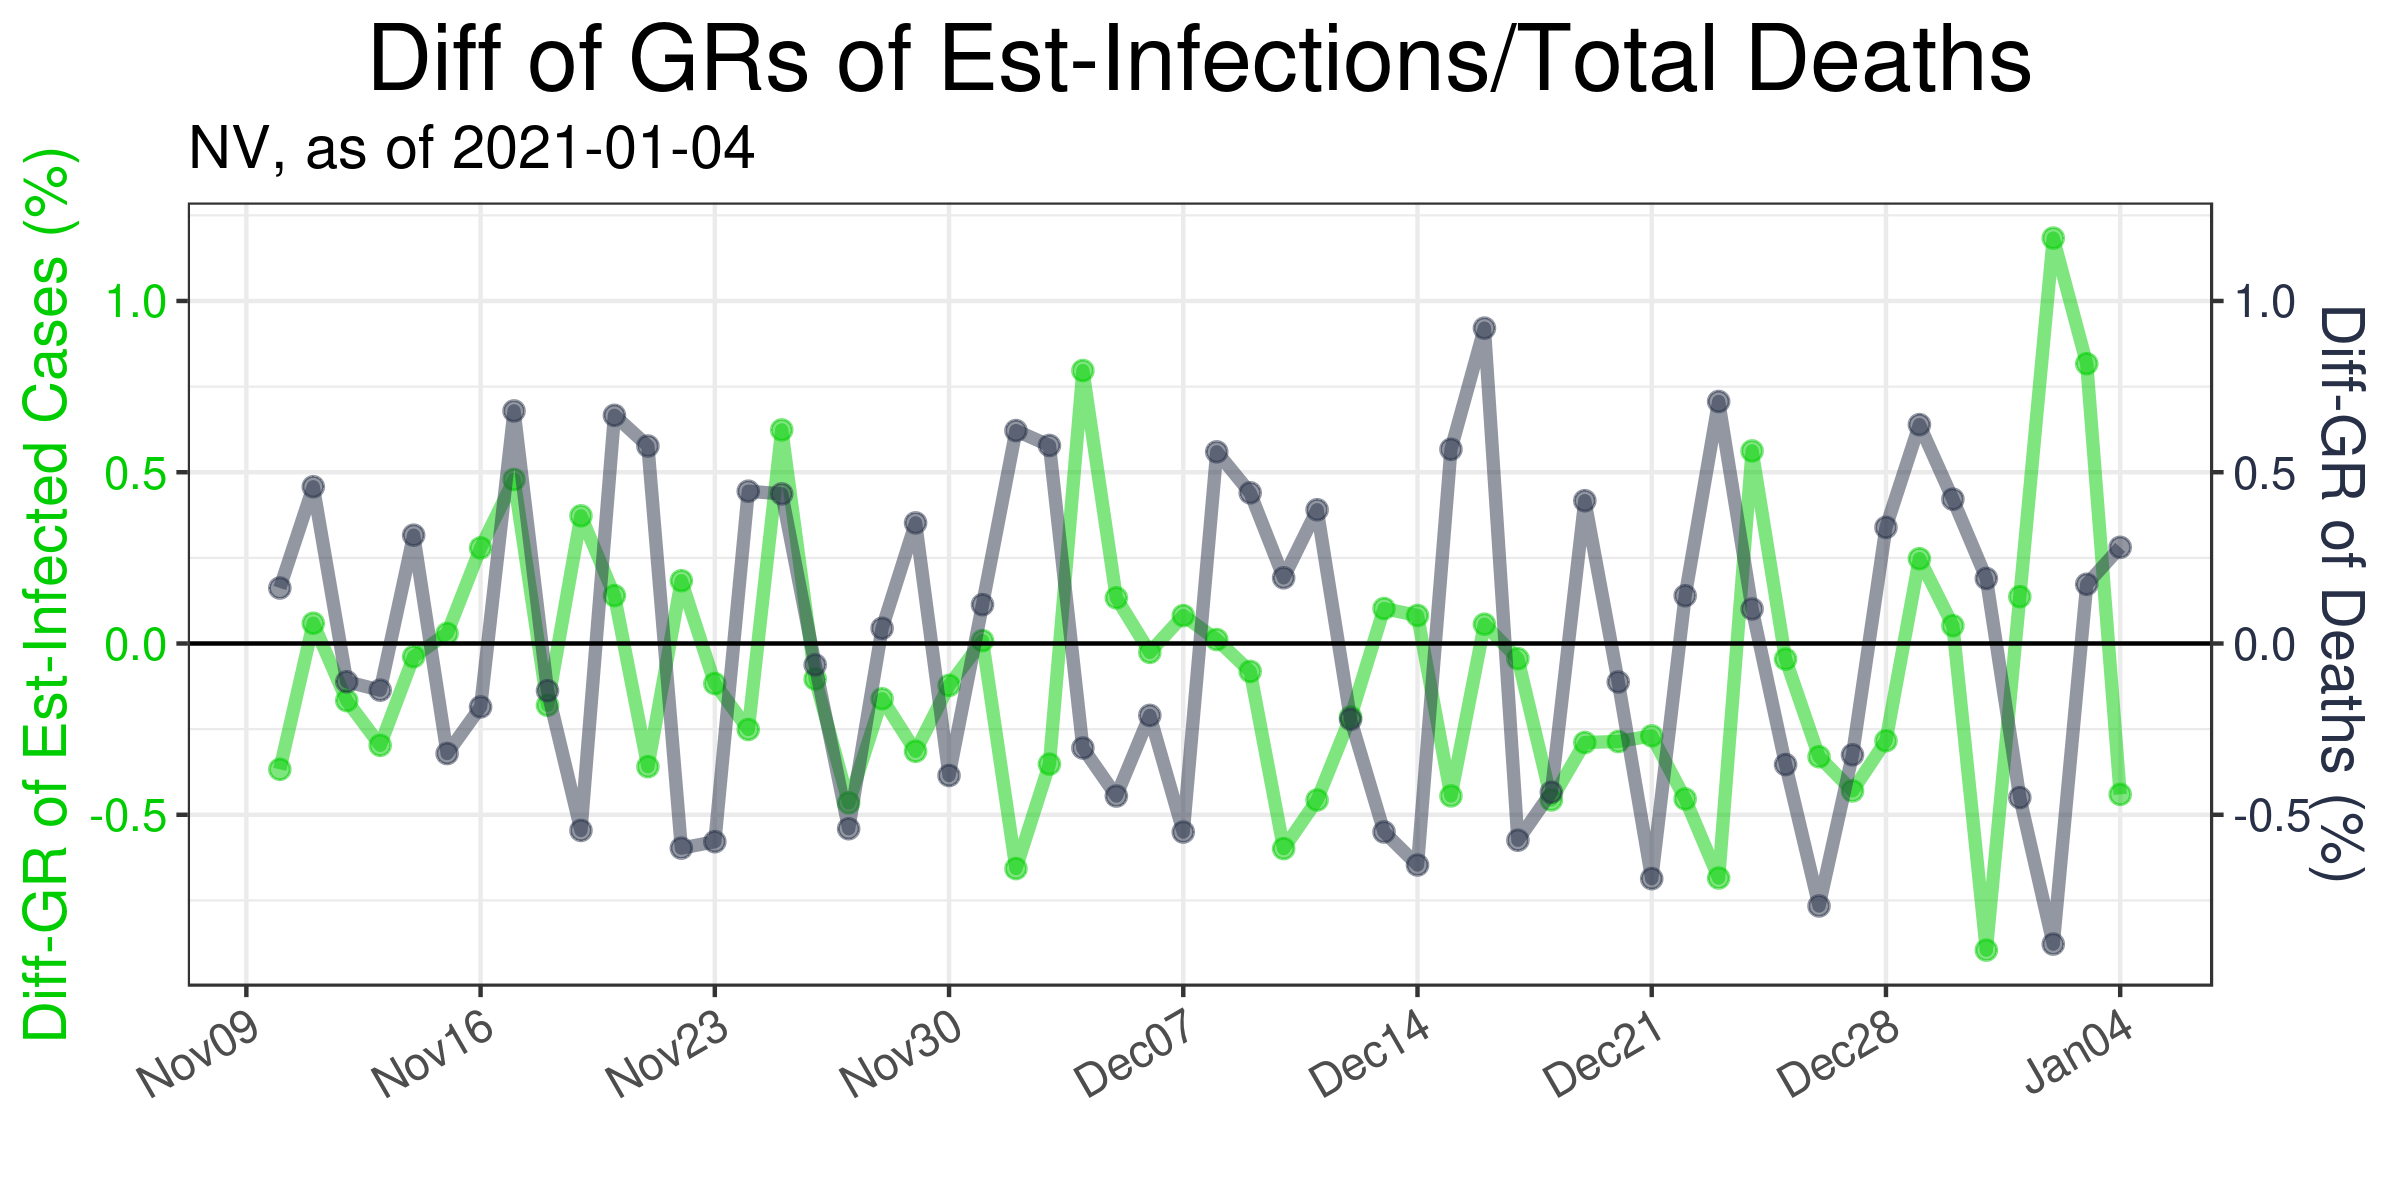 Diff of GRs of Est-Infections/Total Deaths
NV, as of 2021-01-04
Diff-GR of Est-Infected Cases (%)
1.0
0.5
0.0
-0.5
1.0
0.5
0.0
-0.5
Diff-GR of Deaths (%)
Nov09 Nov16 Nov23 Nov30 Dec07 Dec14 Dec21 Dec28 Jan04